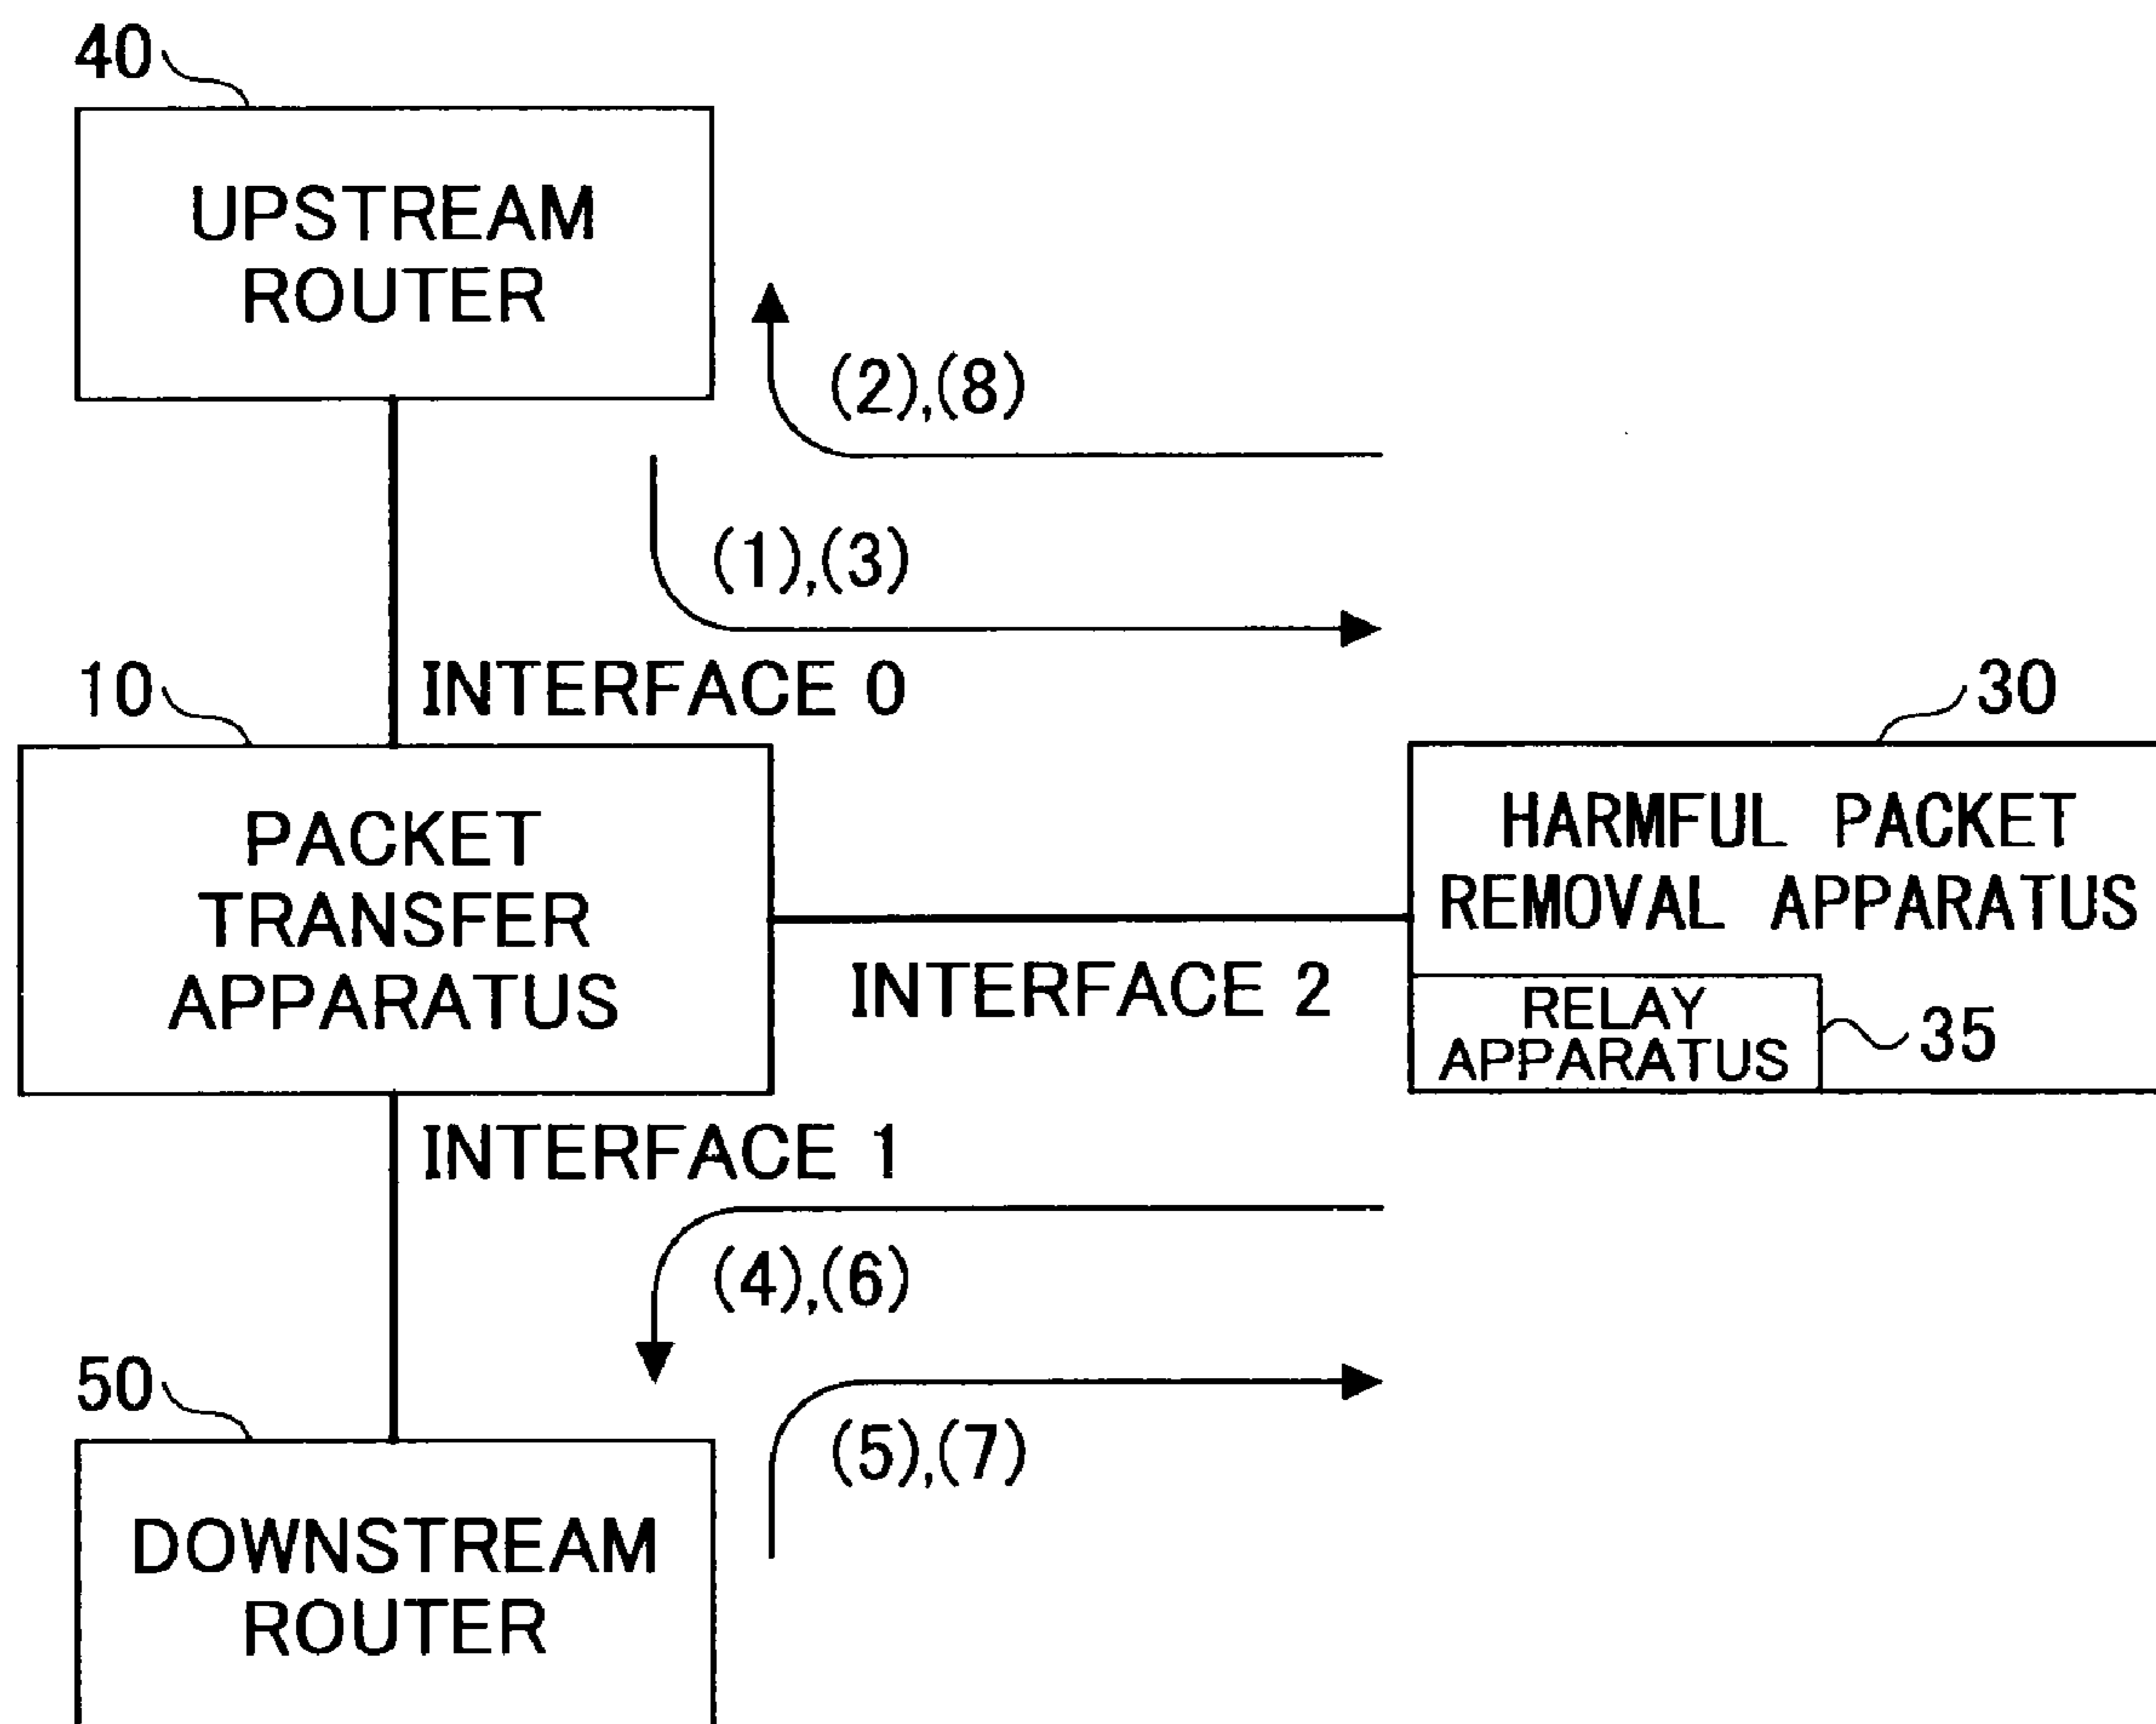 40
UPSTREAM
ROUTER
(2),(8)
(1),(3)
10
INTERFACE 0
30
PACKET
TRANSFER
APPARATUS
HARMFUL PACKET
REMOVAL APPARATUS
INTERFACE 2
RELAY
APPARATUS
35
INTERFACE 1
(4),(6)
50
(5),(7)
DOWNSTREAM
ROUTER